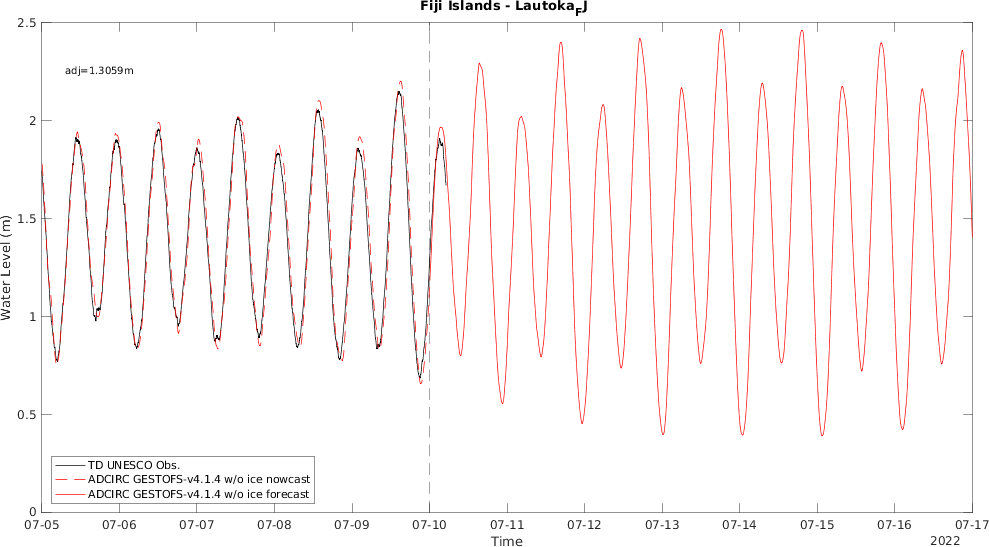 Fiji Islands - Lautoka_FJ
2.5
adj=1.3059m
2
1.5
Water Level (m)
1
0.5
TD UNESCO Obs.
ADCIRC GESTOFS-v4.1.4 w/o ice nowcast
ADCIRC GESTOFS-v4.1.4 w/o ice forecast
0
07-05 07-06 07-07 07-08 07-09 07-10 07-11 07-12 07-13 07-14 07-15 07-16 07-17
Time
2022